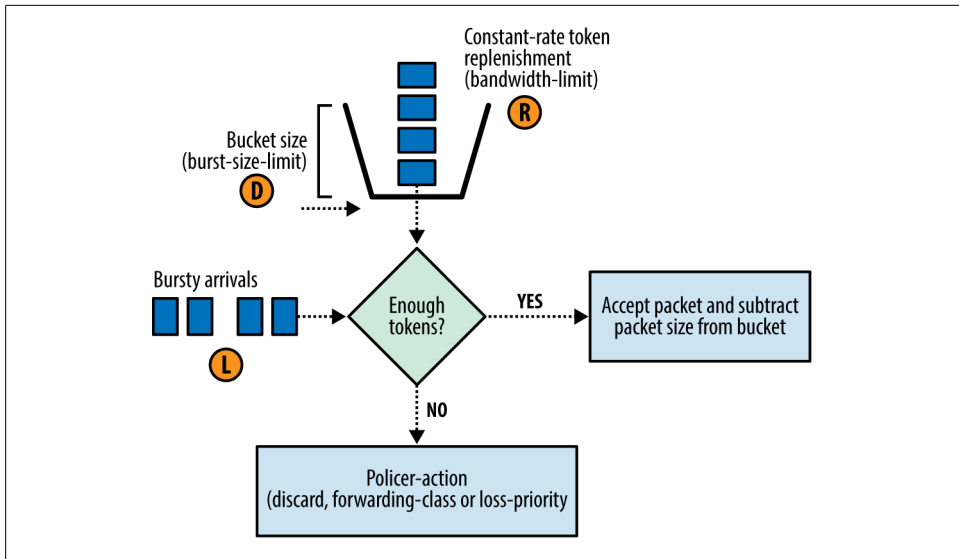 Constant-rate token
replenishment
(bandwidth-limit)
R
Bucket size
(burst-size-limit)
D
Bursty arrivals
L
Enough
tokens?
YES
Accept packet and subtract
packet size from bucket
NO
Policer-action
(discard, forwarding-class or loss-priority